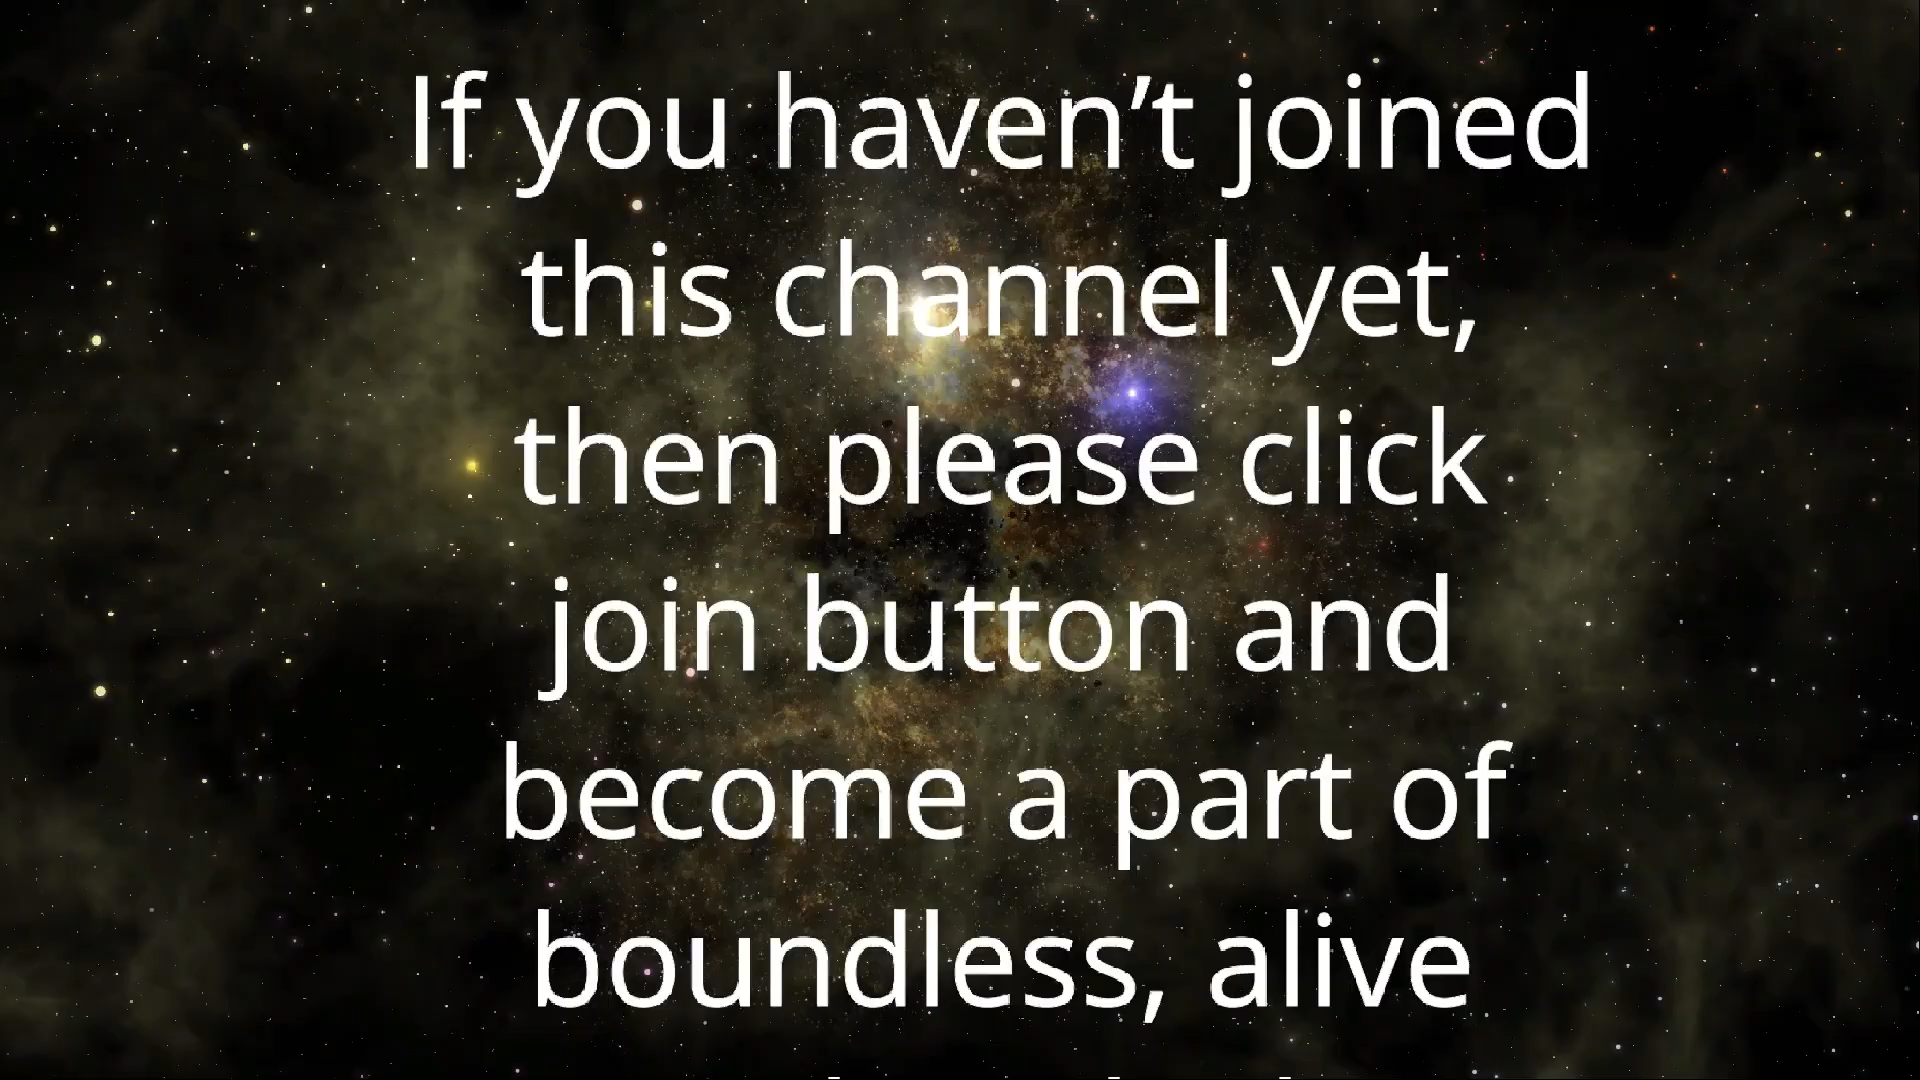 If you haven’t joined
this channel yet,
then please click
join button and
become a part of
boundless, alive